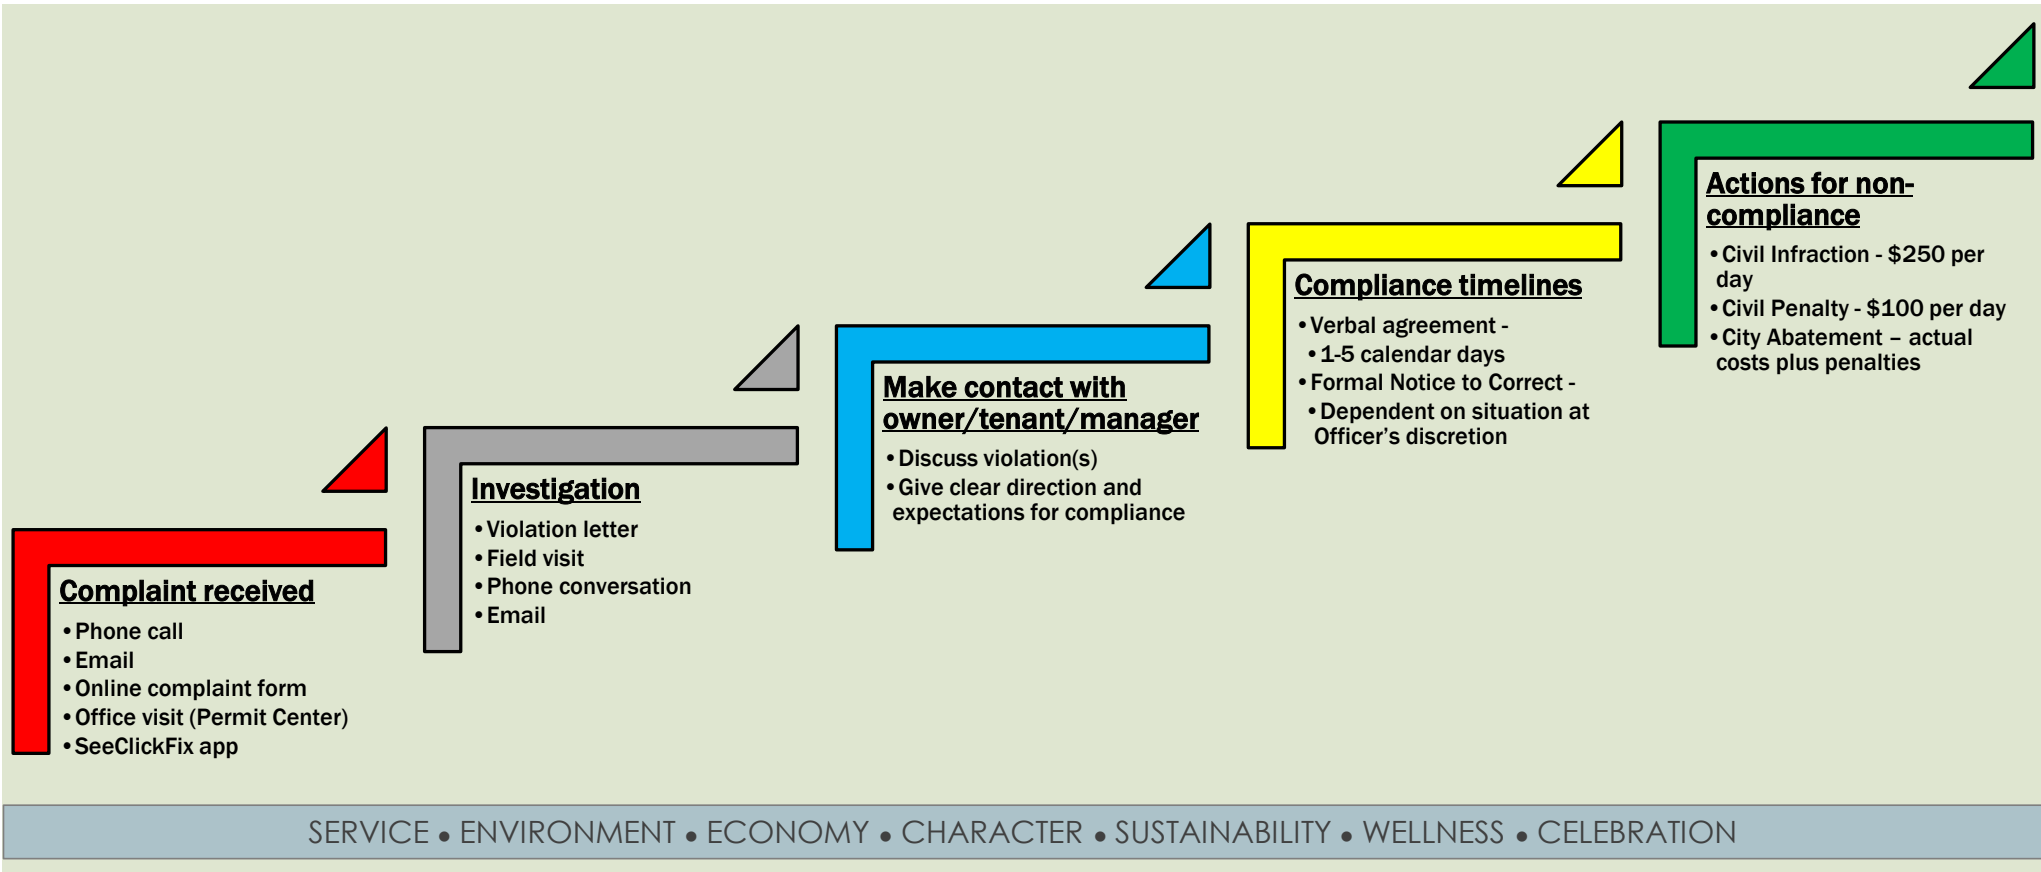 Complaint received
•Phone call
•Email
•Online complaint form
•Office visit (Permit Center)
•SeeClickFix app
Investigation
•Violation letter
•Field visit
•Phone conversation
•Email
Make contact with
owner/tenant/manager
•Discuss violation(s)
•Give clear direction and
expectations for compliance
Compliance timelines
•Verbal agreement -
•1-5 calendar days
•Formal Notice to Correct -
•Dependent on situation at
Officer’s discretion
Actions for non-
compliance
•Civil Infraction - $250 per
day
•Civil Penalty - $100 per day
•City Abatement – actual
costs plus penalties
SERVICE • ENVIRONMENT • ECONOMY • CHARACTER • SUSTAINABILITY • WELLNESS • CELEBRATION